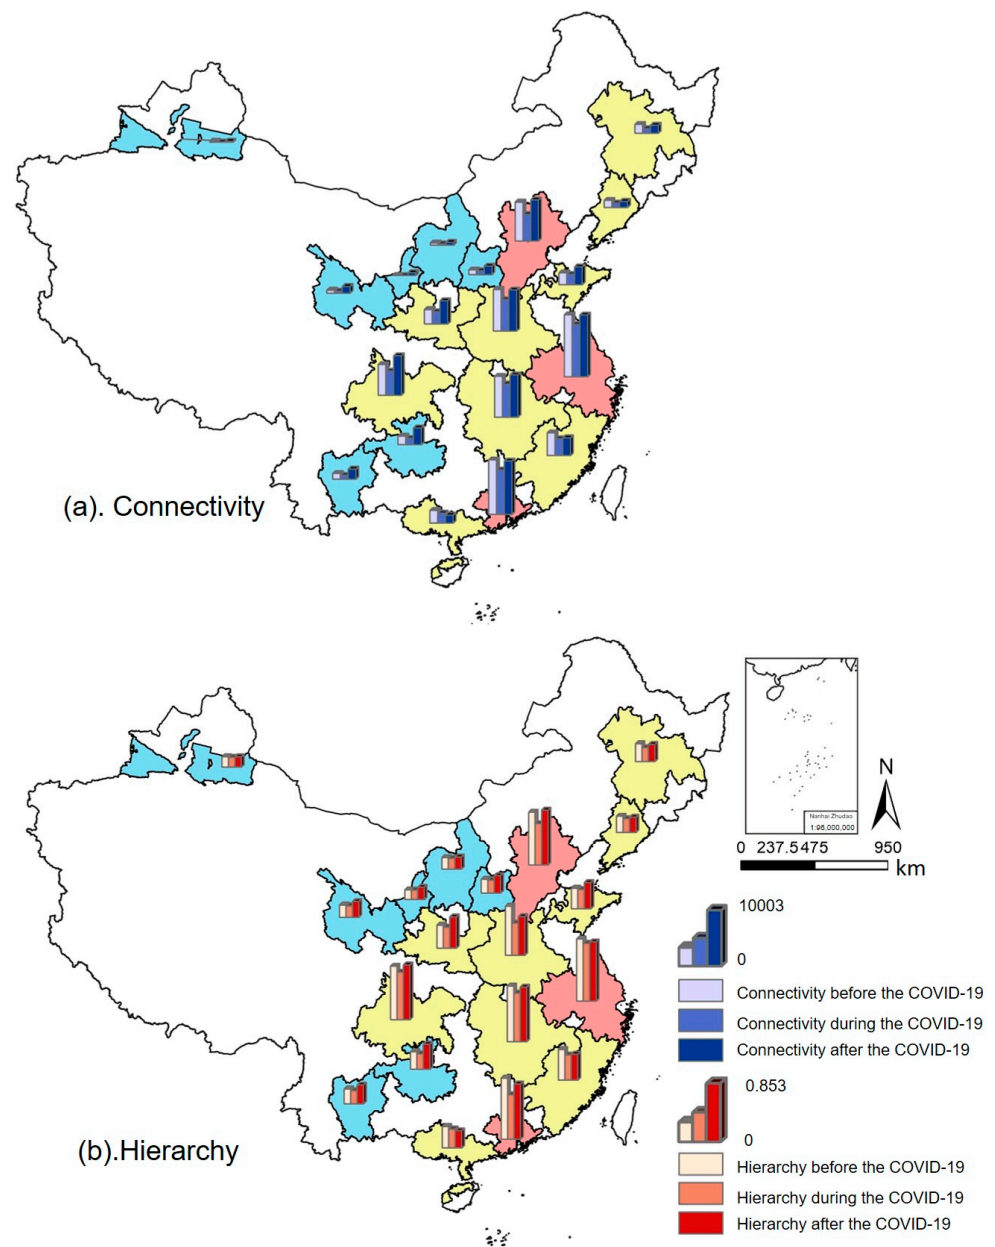 (a). Connectivity
(b).Hierarchy
Nanhai Zhudao
1:96,000,000
N
0 237.5 475 950
km
10003
0
Connectivity before the COVID-19
Connectivity during the COVID-19
Connectivity after the COVID-19
0.853
0
Hierarchy before the COVID-19
Hierarchy during the COVID-19
Hierarchy after the COVID-19